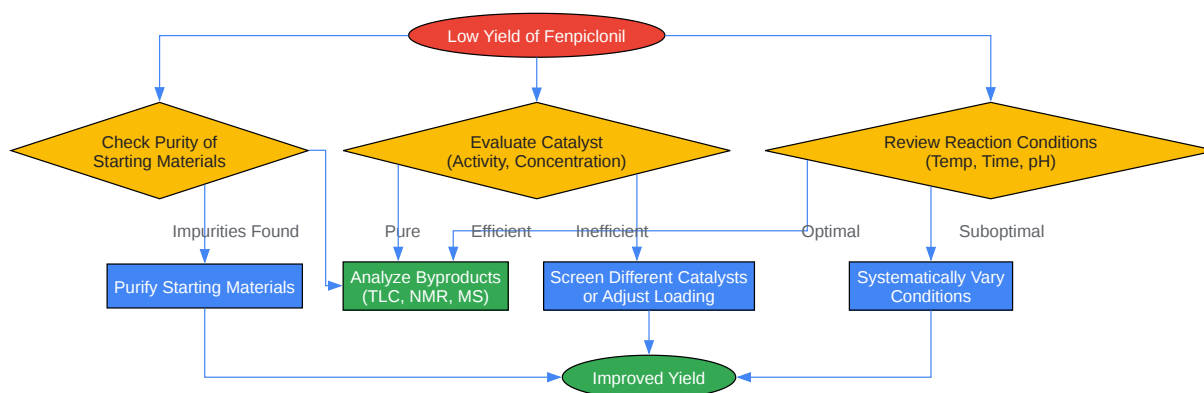 Low Yield of Fenpiclonil
Check Purity of
Starting Materials
Evaluate Catalyst
(Activity, Concentration)
Review Reaction Conditions
(Temp, Time, pH)
Impurities Found
Pure
Efficient
Inefficient
Optimal
Suboptimal
Purify Starting Materials
Analyze Byproducts
(TLC, NMR, MS)
Screen Different Catalysts
or Adjust Loading
Systematically Vary
Conditions
Improved Yield